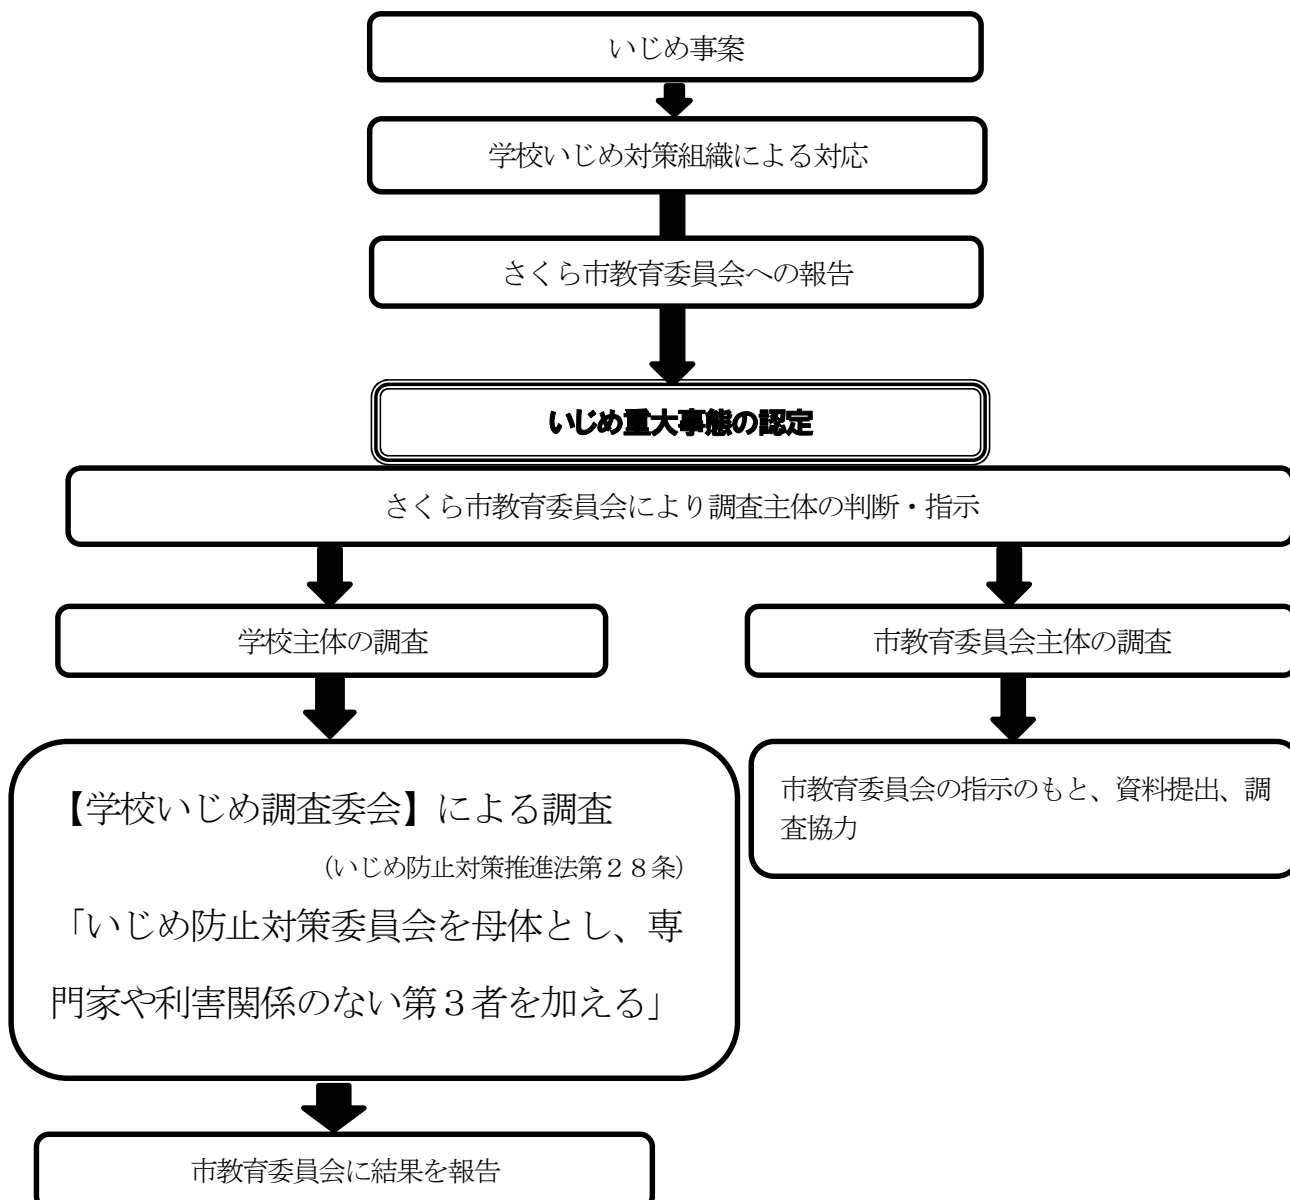 いじめ事案
学校いじめ対策組織による対応
さくら市教育委員会への報告
いじめ重大事態の認定
さくら市教育委員会により調査主体の判断・指示
学校主体の調査
市教育委員会主体の調査
【学校いじめ調査委会】による調査
（いじめ防止対策推進法第２８条）
「いじめ防止対策委員会を母体とし、専
門家や利害関係のない第３者を加える」
市教育委員会の指示のもと、資料提出、調
査協力
市教育委員会に結果を報告